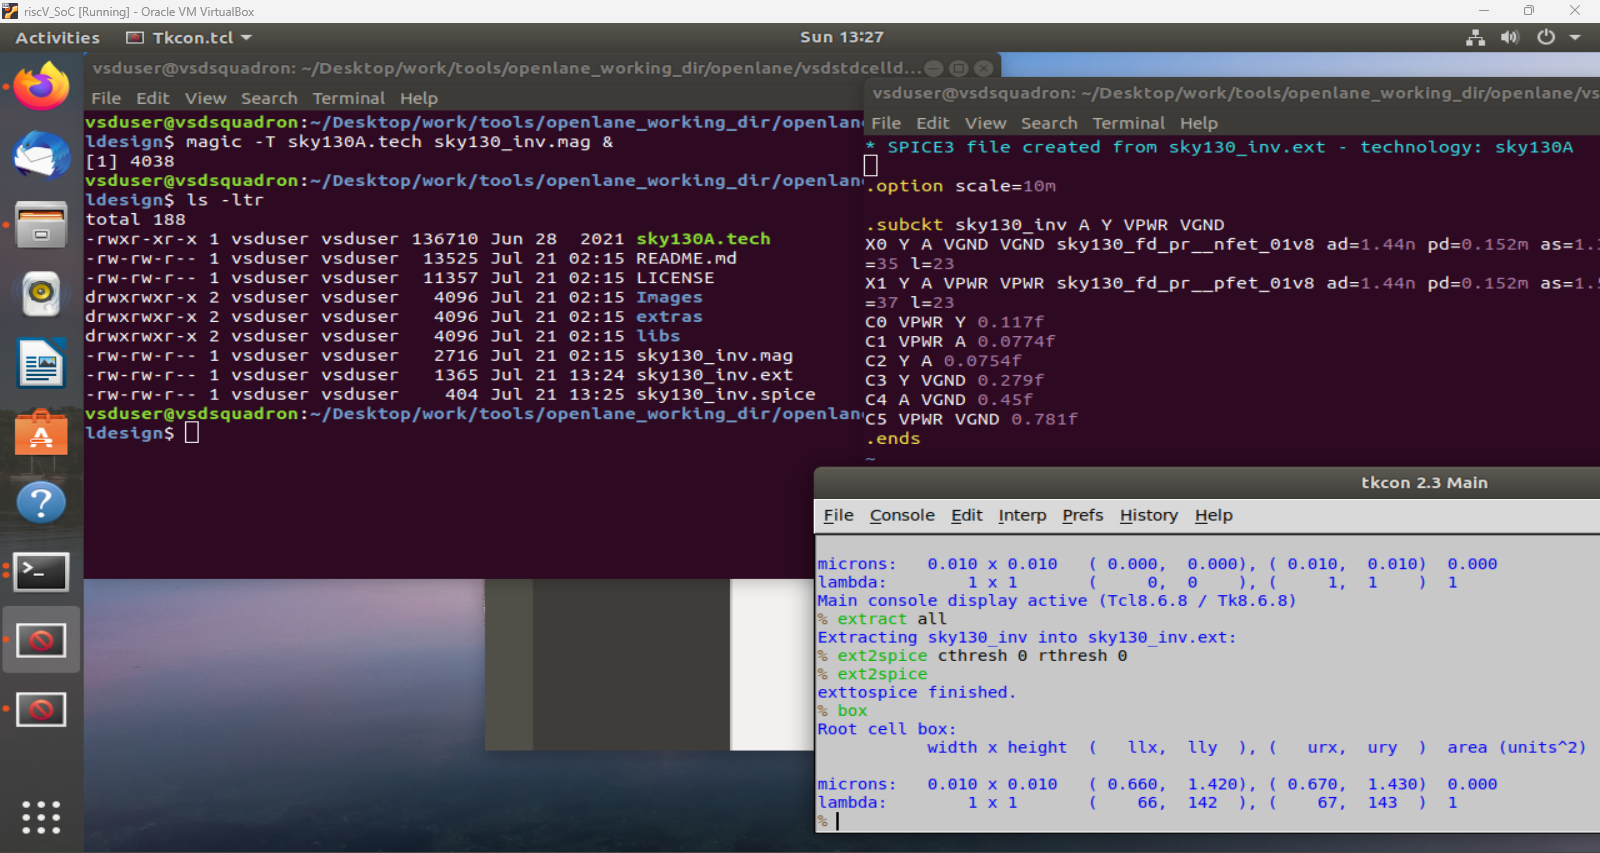 riscV_SoC [Running] - Oracle VM VirtualBox
Activities Tkcon.tcl Sun 13:27
vsduser@vsdsquadron: ~/Desktop/work/tools/openlane_working_dir/openlane/vsdstdcelld...
File Edit View Search Terminal Help
vsduser@vsdsquadron:~/Desktop/work/tools/openlane_working_dir/openlan
ldesign$ magic -T sky130A.tech sky130_inv.mag &
[1] 4038
vsduser@vsdsquadron:~/Desktop/work/tools/openlane_working_dir/openlan
ldesign$ ls -ltr
total 188
-rwxr-xr-x 1 vsduser vsduser 136710 Jun 28  2021 sky130A.tech
-rw-rw-r-- 1 vsduser vsduser  13525 Jul 21 02:15 README.md
-rw-rw-r-- 1 vsduser vsduser  11357 Jul 21 02:15 LICENSE
drwxrwxr-x 2 vsduser vsduser   4096 Jul 21 02:15 Images
drwxrwxr-x 2 vsduser vsduser   4096 Jul 21 02:15 extras
drwxrwxr-x 2 vsduser vsduser   4096 Jul 21 02:15 libs
-rw-rw-r-- 1 vsduser vsduser   2716 Jul 21 02:15 sky130_inv.mag
-rw-rw-r-- 1 vsduser vsduser   1365 Jul 21 13:24 sky130_inv.ext
-rw-rw-r-- 1 vsduser vsduser    404 Jul 21 13:25 sky130_inv.spice
vsduser@vsdsquadron:~/Desktop/work/tools/openlane_working_dir/openlan
ldesign$
vsduser@vsdsquadron: ~/Desktop/work/tools/openlane_working_dir/openlane/vs
File Edit View Search Terminal Help
* SPICE3 file created from sky130_inv.ext - technology: sky130A
.option scale=10m
.subckt sky130_inv A Y VPWR VGND
X0 Y A VGND VGND sky130_fd_pr__nfet_01v8 ad=1.44n pd=0.152m as=1.
=35 l=23
X1 Y A VPWR VPWR sky130_fd_pr__pfet_01v8 ad=1.44n pd=0.152m as=1.
=37 l=23
C0 VPWR Y 0.117f
C1 VPWR A 0.0774f
C2 Y A 0.0754f
C3 Y VGND 0.279f
C4 A VGND 0.45f
C5 VPWR VGND 0.781f
.ends
~
tkcon 2.3 Main
File Console Edit Interp Prefs History Help
microns:   0.010 x 0.010   ( 0.000,  0.000), ( 0.010,  0.010)  0.000
lambda:        1 x 1       (     0,  0    ), (     1,  1    )  1
Main console display active (Tcl8.6.8 / Tk8.6.8)
% extract all
Extracting sky130_inv into sky130_inv.ext:
% ext2spice cthresh 0 rthresh 0
% ext2spice
exttospice finished.
% box
Root cell box:
width x height  (   llx,  lly  ), (   urx,  ury  )  area (units^2)
microns:   0.010 x 0.010   ( 0.660,  1.420), ( 0.670,  1.430)  0.000
lambda:        1 x 1       (    66,  142  ), (    67,  143  )  1
%